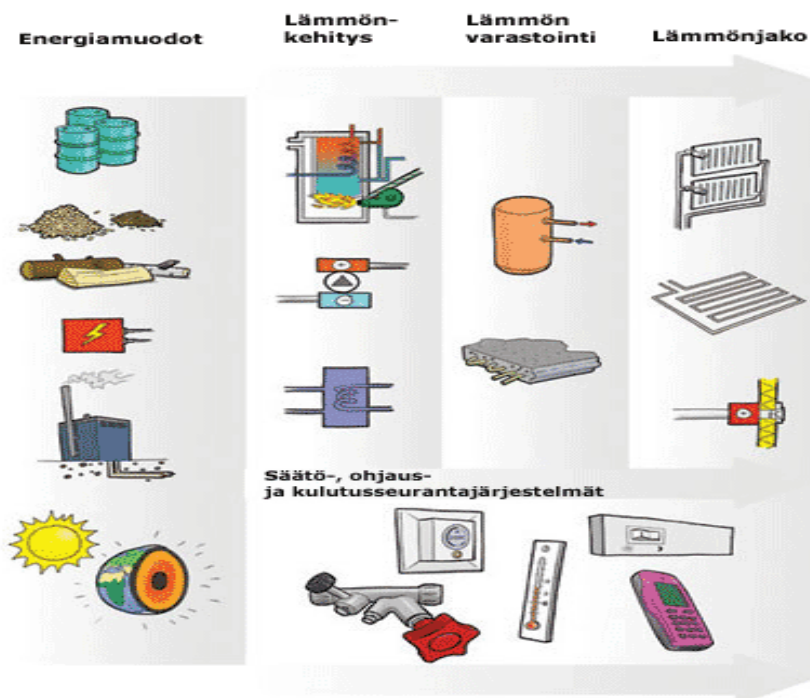 Energiamuodot
Lämmön-
kehitys
Lämmön
varastointi
Lämmönjako
Säätö-, ohjaus-
ja kulutusseurantajärjestelmät